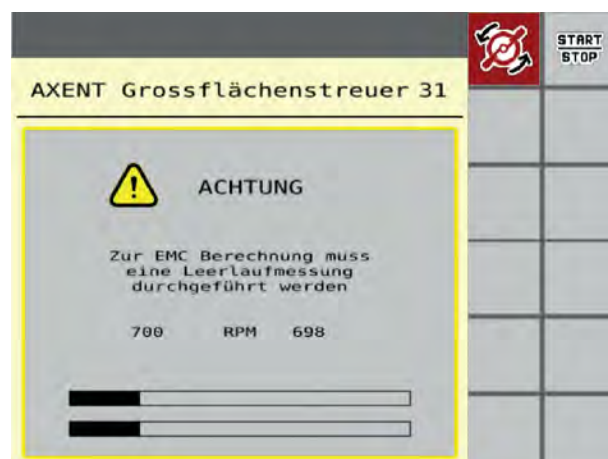 START
STOP
AXENT Grossflächenstreuer 31
ACHTUNG
Zur EMC Berechnung muss
eine Leerlaufmessung
durchgeführt werden
700 RPM 698